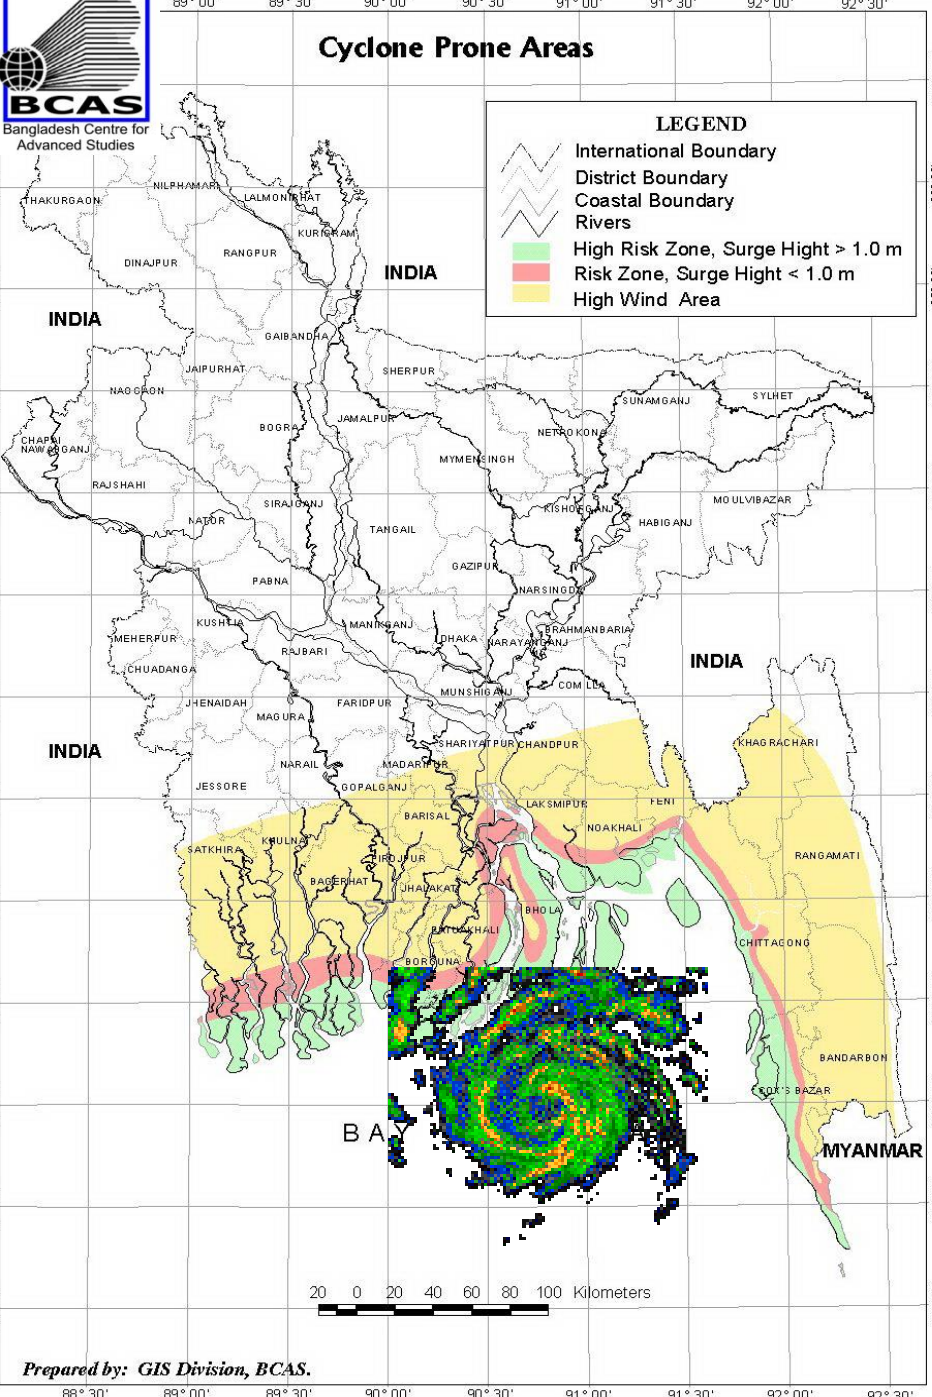 89° 00' 89° 30' 90° 00' 90° 30' 91° 00' 91° 30' 92° 00' 92° 30'
BCAS
Bangladesh Centre for
Advanced Studies
Cyclone Prone Areas
LEGEND
International Boundary
District Boundary
Coastal Boundary
Rivers
High Risk Zone, Surge Hight > 1.0 m
Risk Zone, Surge Hight < 1.0 m
High Wind Area
NILPHAMARI
LALMONIRHAT
THAKURGAON
KURIGRAM
RANGPUR
DINAJPUR
INDIA
INDIA
GAIBANDHA
JAIPURHAT
SHERPUR
NAOGAON
SUNAMGANJ
SYLHET
JAMALPUR
BOGRA
NETROKONA
CHAPAI
NAWABGANJ
MYMENSINGH
RAJSHAHI
MOULVIBAZAR
SIRAJGANJ
KISHORGANJ
NATOR
HABIGANJ
TANGAIL
GAZIPUR
PABNA
NARSINGDI
KUSHTIA
MANIKGANJ
BRAHMANBARIA
MEHERPUR
DHAKA
NARAYANGANJ
RAJBARI
INDIA
CHUADANGA
COMILLA
MUNSHIGANJ
JHENAIDAH
FARIDPUR
MAGURA
SHARIYATPUR
CHANDPUR
KHAGRACHARI
INDIA
NARAIL
MADARIPUR
JESSORE
GOPALGANJ
LAKSMIPUR
FENI
BARISAL
NOAKHALI
KHULNA
SATKHIRA
PIROJPUR
RANGAMATI
BAGERHAT
JHALAKATI
BHOLA
PATUAKHALI
CHITTAGONG
BORGUNA
BANDARBON
COX'S BAZAR
BAY
MYANMAR
20 0 20 40 60 80 100 Kilometers
Prepared by: GIS Division, BCAS.
88° 30' 89° 00' 89° 30' 90° 00' 90° 30' 91° 00' 91° 30' 92° 00' 92° 30'